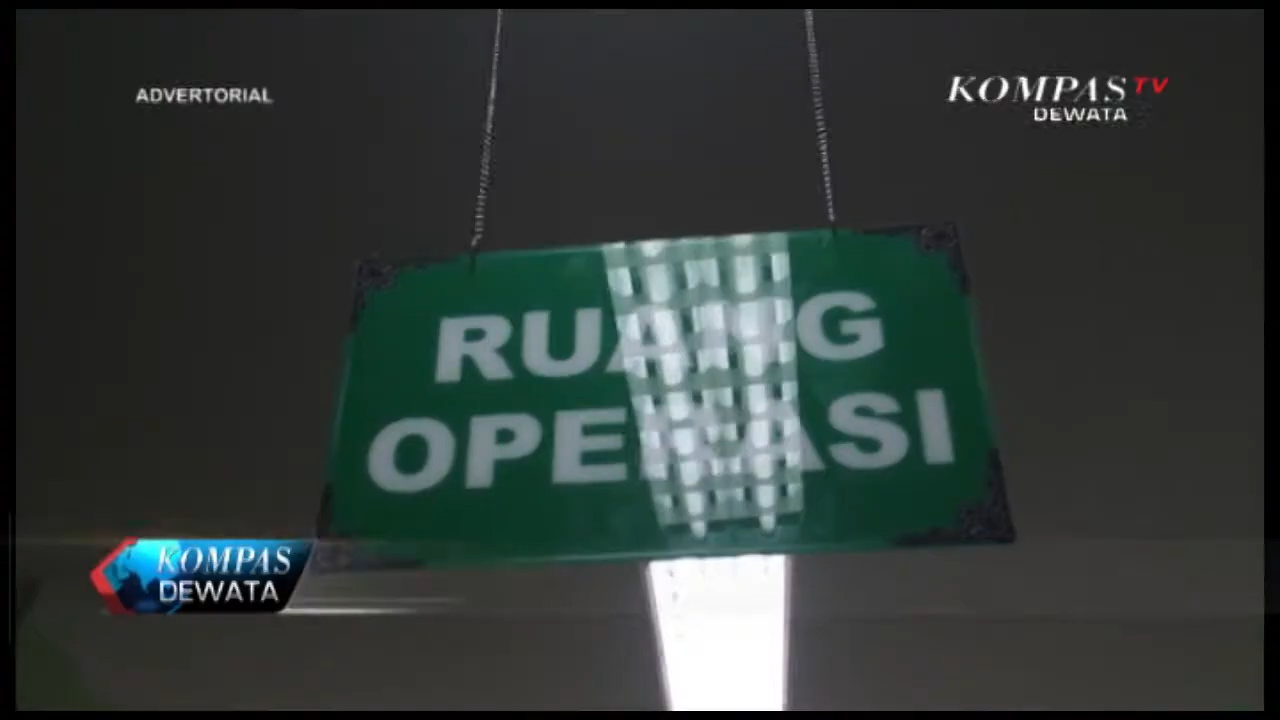 ADVERTORIAL
KOMPAS TV
DEWATA
RUANG
OPERASI
KOMPAS
DEWATA